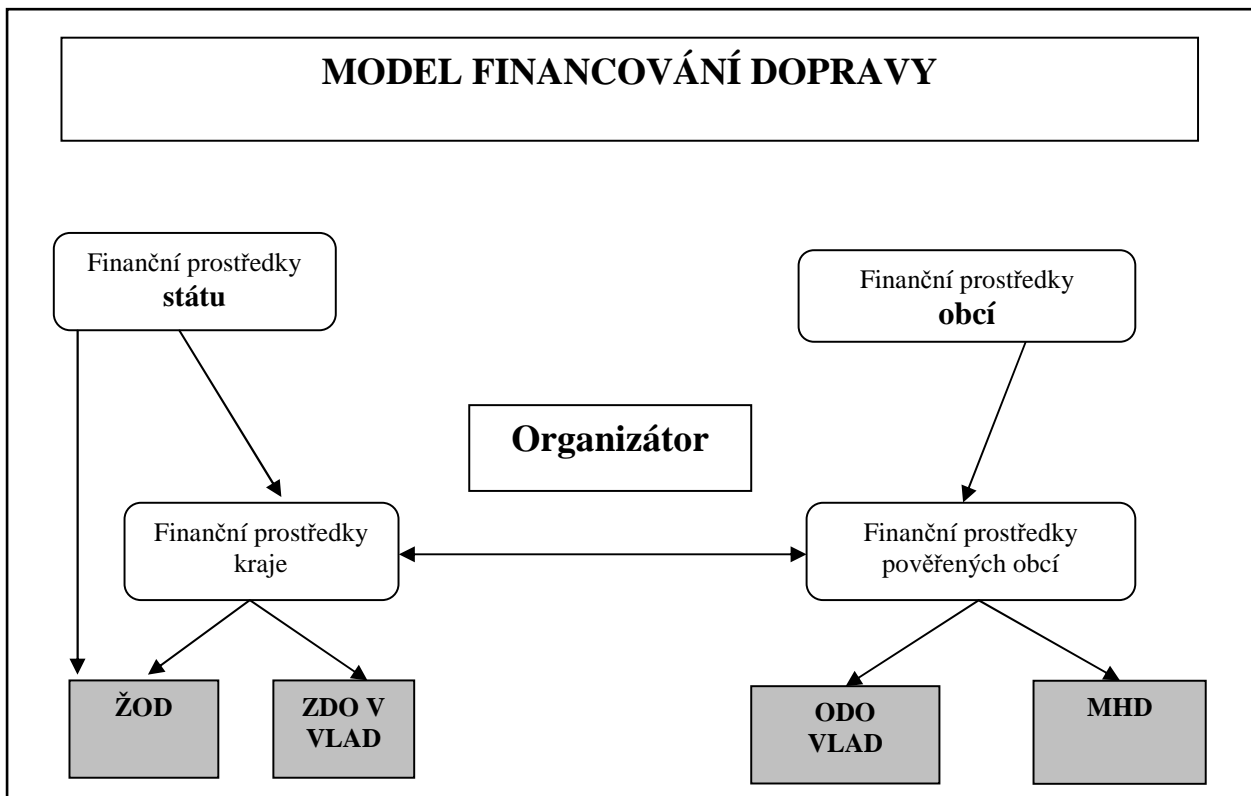 MODEL FINANCOVÁNÍ DOPRAVY
Finanční prostředky
státu
Finanční prostředky
obcí
Organizátor
Finanční prostředky
kraje
Finanční prostředky
pověřených obcí
ŽOD
ZDO V
VLAD
ODO
VLAD
MHD